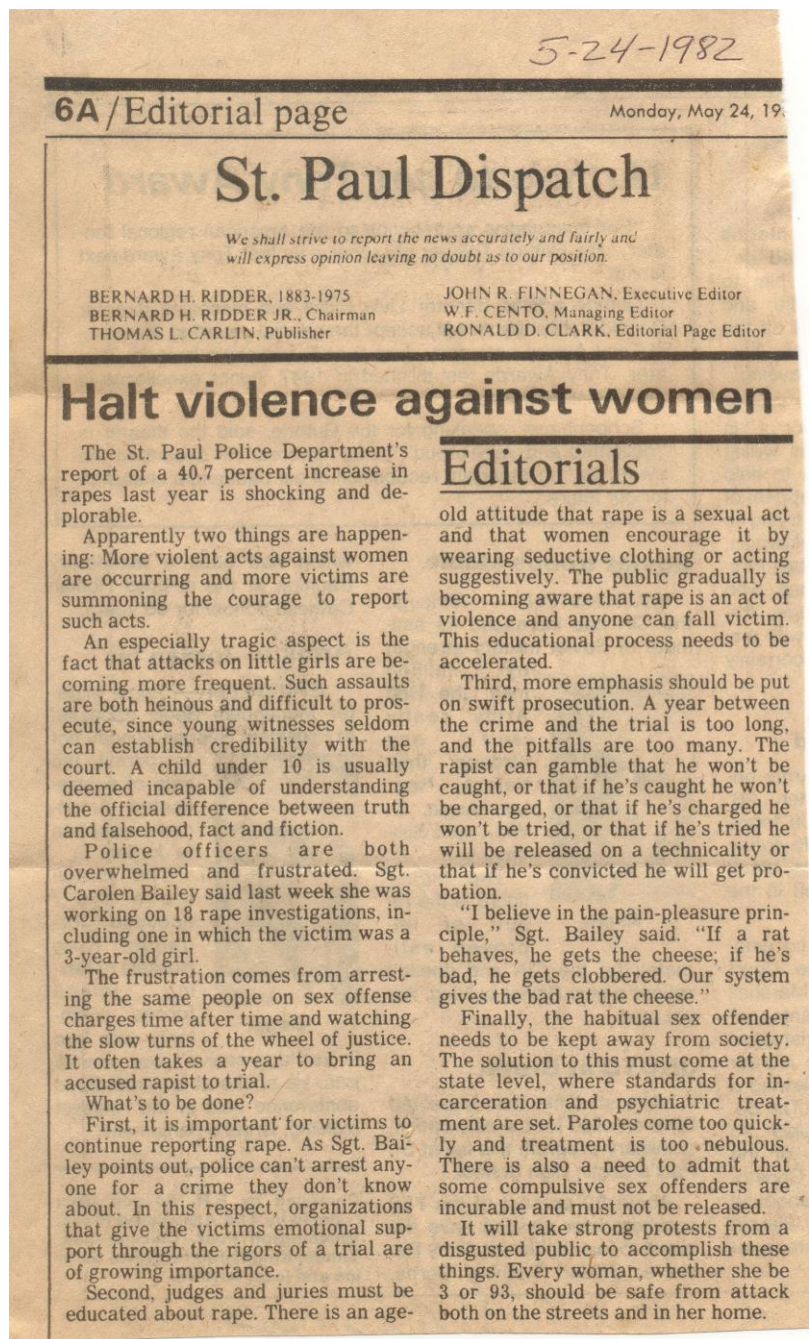 5-24-1982
6A/Editorial page
Monday, May 24, 19
St. Paul Dispatch
We shall strive to report the news accurately and fairly and
will express opinion leaving no doubt as to our position.
BERNARD H. RIDDER, 1883-1975
BERNARD H. RIDDER JR., Chairman
THOMAS L. CARLIN, Publisher
JOHN R. FINNEGAN, Executive Editor
W.F. CENTO, Managing Editor
RONALD D. CLARK, Editorial Page Editor
Halt violence against women
The St. Paul Police Department's
report of a 40.7 percent increase in
rapes last year is shocking and de-
plorable.
Apparently two things are happen-
ing: More violent acts against women
are occurring and more victims are
summoning the courage to report
such acts.
An especially tragic aspect is the
fact that attacks on little girls are be-
coming more frequent. Such assaults
are both heinous and difficult to pros-
ecute, since young witnesses seldom
can establish credibility with the
court. A child under 10 is usually
deemed incapable of understanding
the official difference between truth
and falsehood, fact and fiction.
Police officers are both
overwhelmed and frustrated. Sgt.
Carolen Bailey said last week she was
working on 18 rape investigations, in-
cluding one in which the victim was a
3-year-old girl.
The frustration comes from arrest-
ing the same people on sex offense
charges time after time and watching
the slow turns of the wheel of justice.
It often takes a year to bring an
accused rapist to trial.
What's to be done?
First, it is important for victims to
continue reporting rape. As Sgt. Bai-
ley points out, police can't arrest any-
one for a crime they don't know
about. In this respect, organizations
that give the victims emotional sup-
port through the rigors of a trial are
of growing importance.
Second, judges and juries must be
educated about rape. There is an age-
Editorials
old attitude that rape is a sexual act
and that women encourage it by
wearing seductive clothing or acting
suggestively. The public gradually is
becoming aware that rape is an act of
violence and anyone can fall victim.
This educational process needs to be
accelerated.
Third, more emphasis should be put
on swift prosecution. A year between
the crime and the trial is too long,
and the pitfalls are too many. The
rapist can gamble that he won't be
caught, or that if he's caught he won't
be charged, or that if he's charged he
won't be tried, or that if he's tried he
will be released on a technicality or
that if he's convicted he will get pro-
bation.
"I believe in the pain-pleasure prin-
ciple," Sgt. Bailey said. "If a rat
behaves, he gets the cheese; if he's
bad, he gets clobbered. Our system
gives the bad rat the cheese."
Finally, the habitual sex offender
needs to be kept away from society.
The solution to this must come at the
state level, where standards for in-
carceration and psychiatric treat-
ment are set. Paroles come too quick-
ly and treatment is too nebulous.
There is also a need to admit that
some compulsive sex offenders are
incurable and must not be released.
It will take strong protests from a
disgusted public to accomplish these
things. Every woman, whether she be
3 or 93, should be safe from attack
both on the streets and in her home.